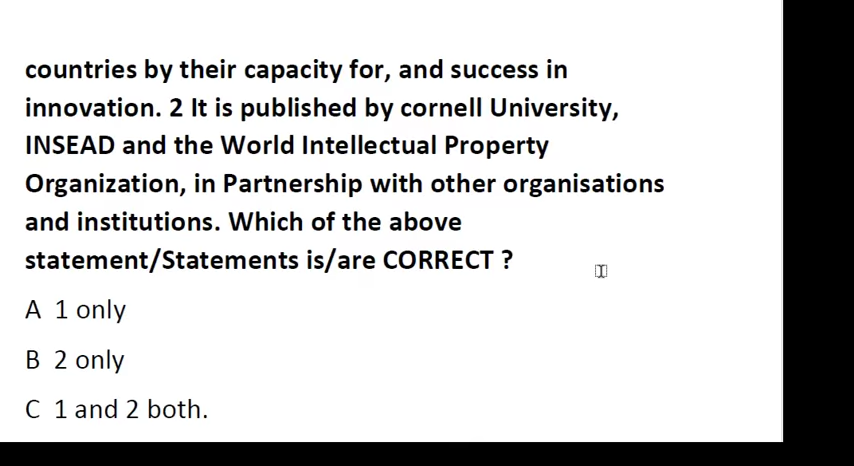 countries by their capacity for, and success in
innovation. 2 It is published by cornell University,
INSEAD and the World Intellectual Property
Organization, in Partnership with other organisations
and institutions. Which of the above
statement/Statements is/are CORRECT ?
A 1 only
B 2 only
C 1 and 2 both.